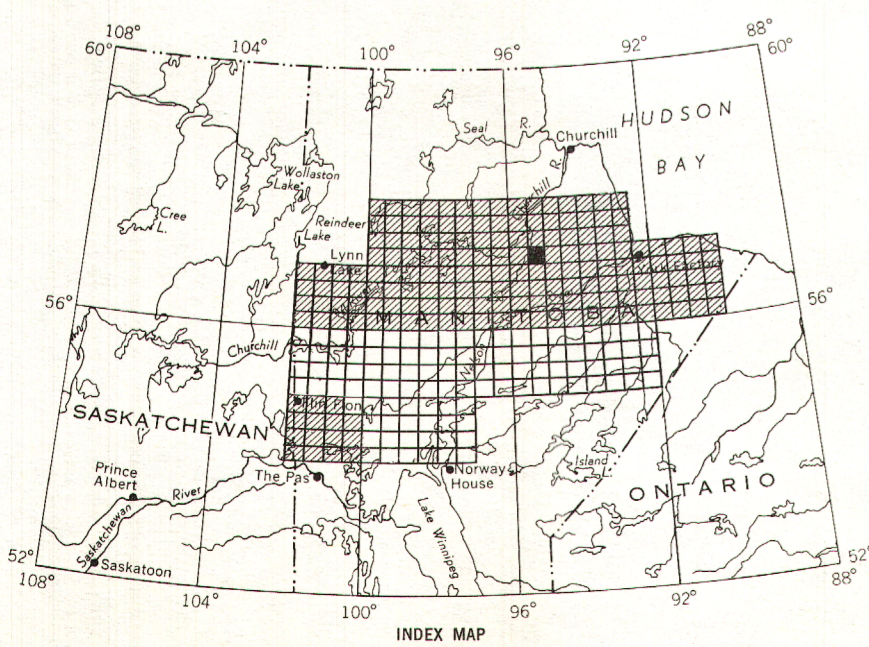 108°
104°
100°
96°
92°
88°
60°
60°
HUDSON
BAY
Seal R.
Churchill
Churchill R.
Wollaston
Lake
Cree
L.
Reindeer
Lake
Lynn
Lake
York Factory
56°
56°
MANITOBA
Churchill
Nelson
Flin Flon
SASKATCHEWAN
Prince
Albert
River
The Pas
Norway
House
Island
L.
ONTARIO
Saskatchewan
Lake Winnipeg
52°
Saskatoon
52°
108°
104°
100°
96°
92°
88°
INDEX MAP